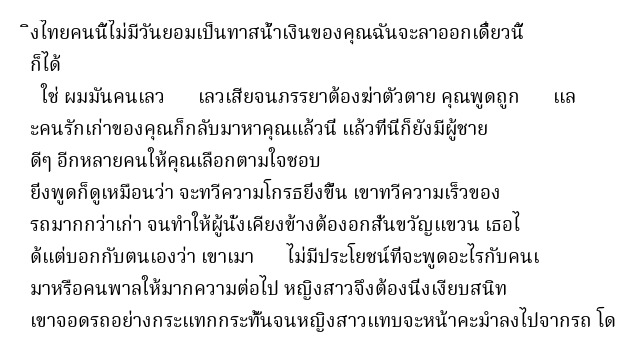 ิงไทยคนนี้ไม่มีวันยอมเป็นทาสน้ำเงินของคุณฉันจะลาออกเดี๋ยวนี้
ก็ได้
ใช่ ผมมันคนเลว เลวเสียจนภรรยาต้องฆ่าตัวตาย คุณพูดถูก แล
ะคนรักเก่าของคุณก็กลับมาหาคุณแล้วนี่ แล้วที่นี่ก็ยังมีผู้ชาย
ดีๆ อีกหลายคนให้คุณเลือกตามใจชอบ
ยิ่งพูดก็ดูเหมือนว่า จะทวีความโกรธยิ่งขึ้น เขาทวีความเร็วของ
รถมากกว่าเก่า จนทำให้ผู้นั่งเคียงข้างต้องอกสั่นขวัญแขวน เธอไ
ด้แต่บอกกับตนเองว่า เขาเมา ไม่มีประโยชน์ที่จะพูดอะไรกับคนเ
มาหรือคนพาลให้มากความต่อไป หญิงสาวจึงต้องนิ่งเงียบสนิท
เขาจอดรถอย่างกระแทกกระทั้นจนหญิงสาวแทบจะหน้าคะมำลงไปจากรถ โด